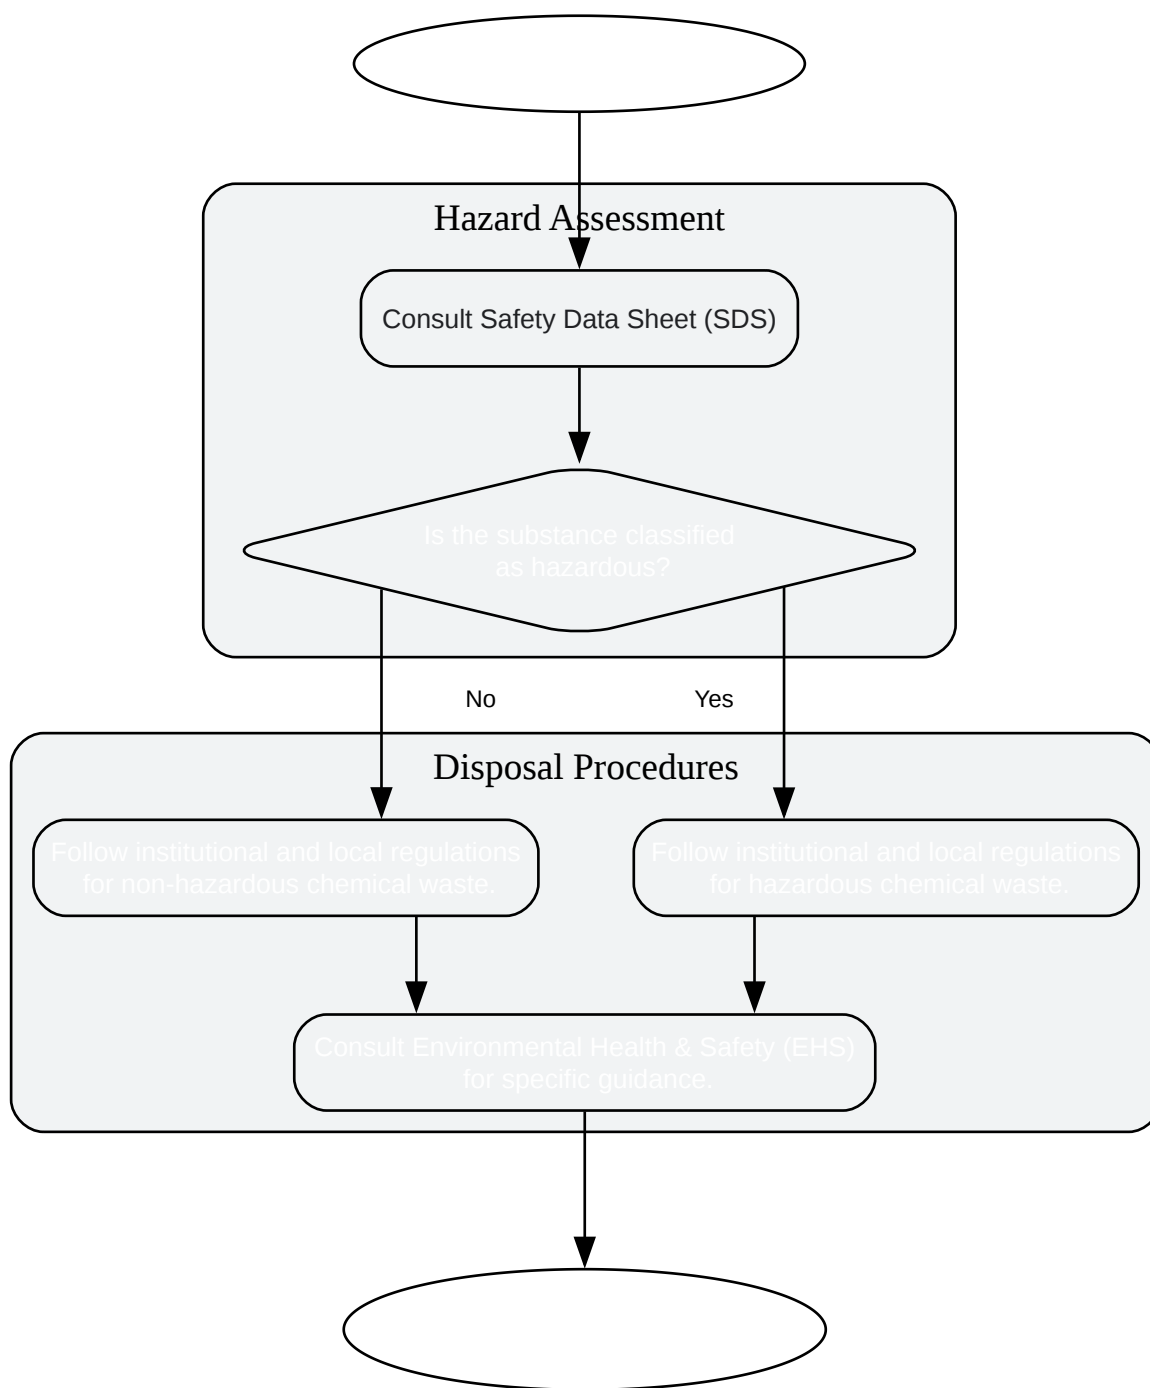 Hazard Assessment
Consult Safety Data Sheet (SDS)
Is the substance classified
as hazardous?
No
Yes
Disposal Procedures
Follow institutional and local regulations
for non-hazardous chemical waste.
Follow institutional and local regulations
for hazardous chemical waste.
Consult Environmental Health & Safety (EHS)
for specific guidance.